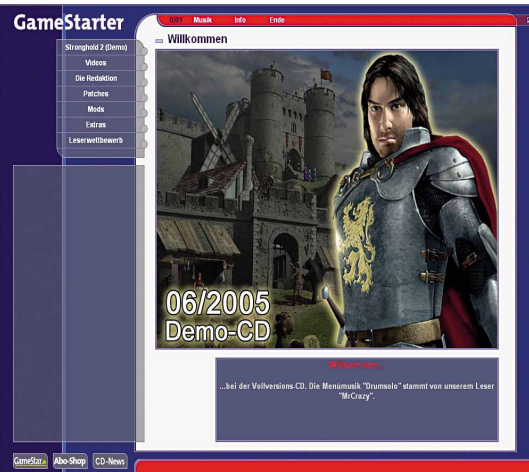 GameStarter
0:01 Musik Info Ende
Willkommen
Stronghold 2 (Demo)
Videos
Die Redaktion
Patches
Mods
Extras
Leserwettbewerb
06/2005
Demo-CD
Willkommen...
...bei der Vollversions-CD. Die Menümusik "Drumsolo" stammt von unserem Leser
"MrCrazy".
GameStar Abo-Shop CD-News